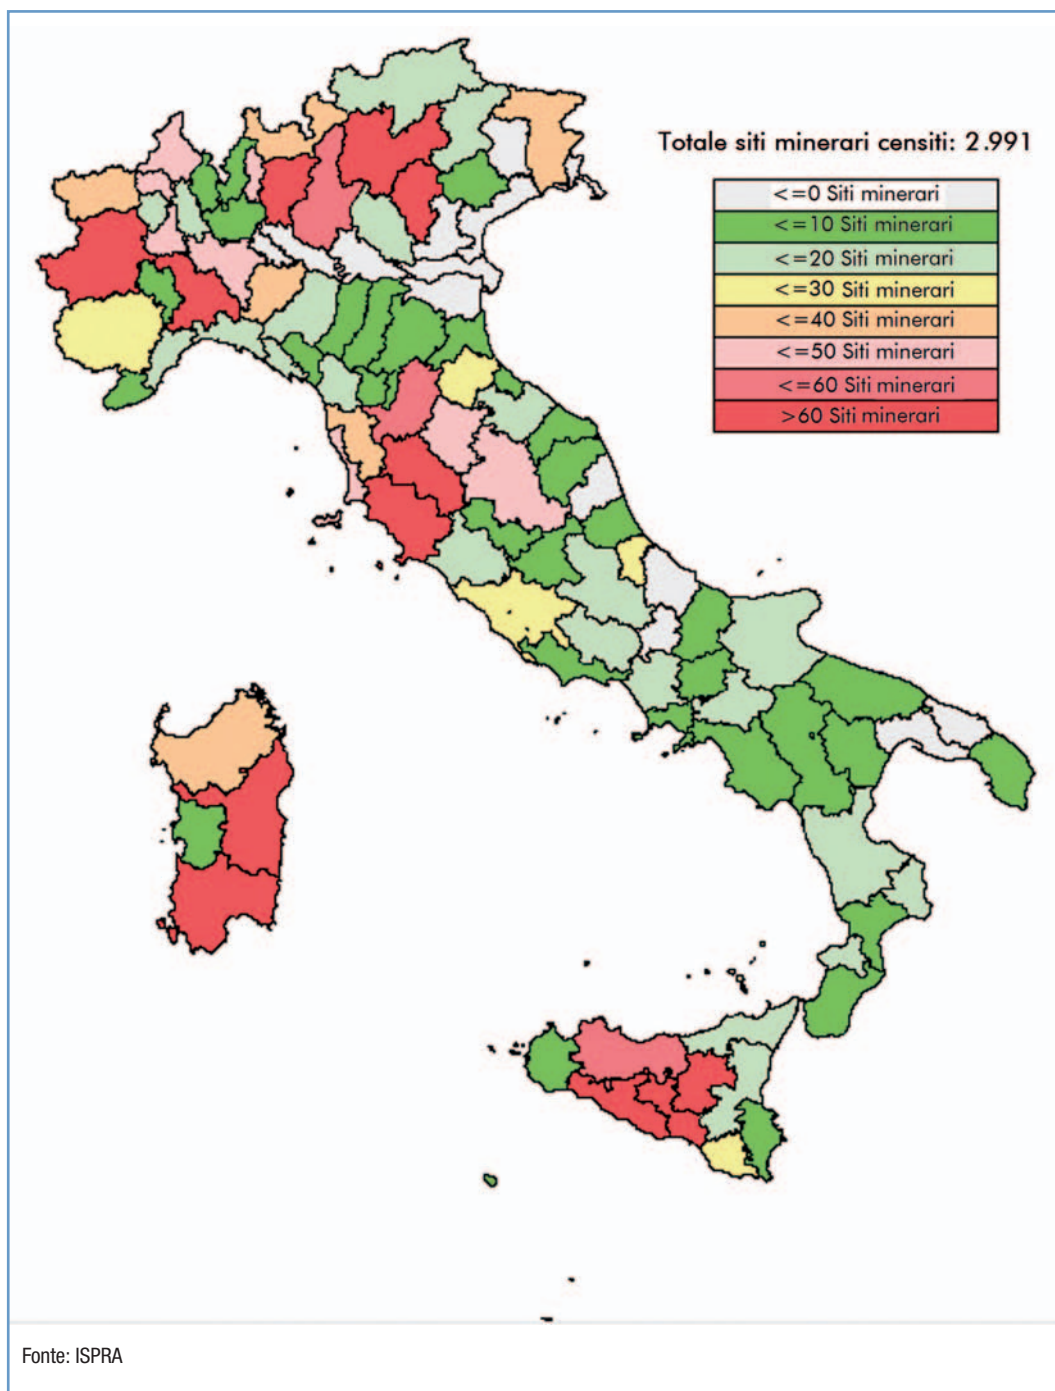 Totale siti minerari censiti: 2.991
<=0 Siti minerari
<=10 Siti minerari
<=20 Siti minerari
<=30 Siti minerari
<=40 Siti minerari
<=50 Siti minerari
<=60 Siti minerari
>60 Siti minerari
Fonte: ISPRA